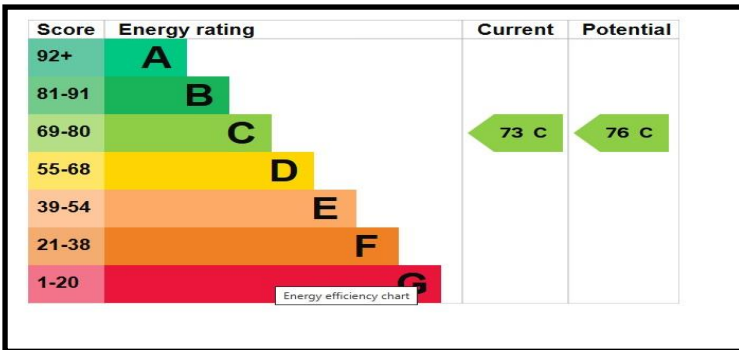 Score Energy rating Current Potential
92+ A
81-91 B
69-80 C 73 C 76 C
55-68 D
39-54 E
21-38 F
1-20 G
Energy efficiency chart